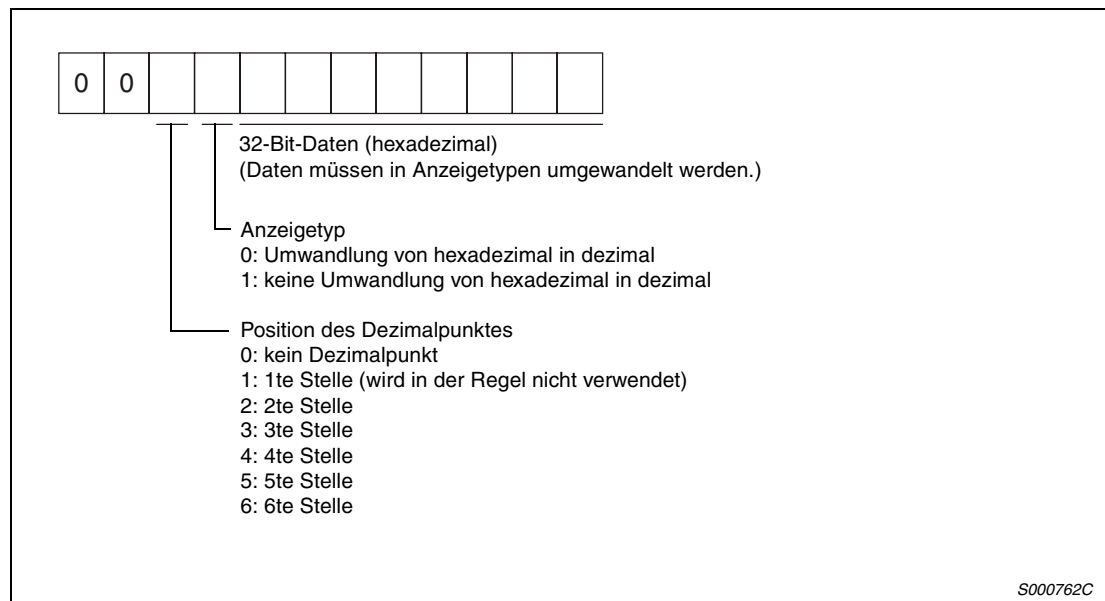 0 0
32-Bit-Daten (hexadezimal)
(Daten müssen in Anzeigetypen umgewandelt werden.)
Anzeigetyp
0: Umwandlung von hexadezimal in dezimal
1: keine Umwandlung von hexadezimal in dezimal
Position des Dezimalpunktes
0: kein Dezimalpunkt
1: 1te Stelle (wird in der Regel nicht verwendet)
2: 2te Stelle
3: 3te Stelle
4: 4te Stelle
5: 5te Stelle
6: 6te Stelle
S000762C